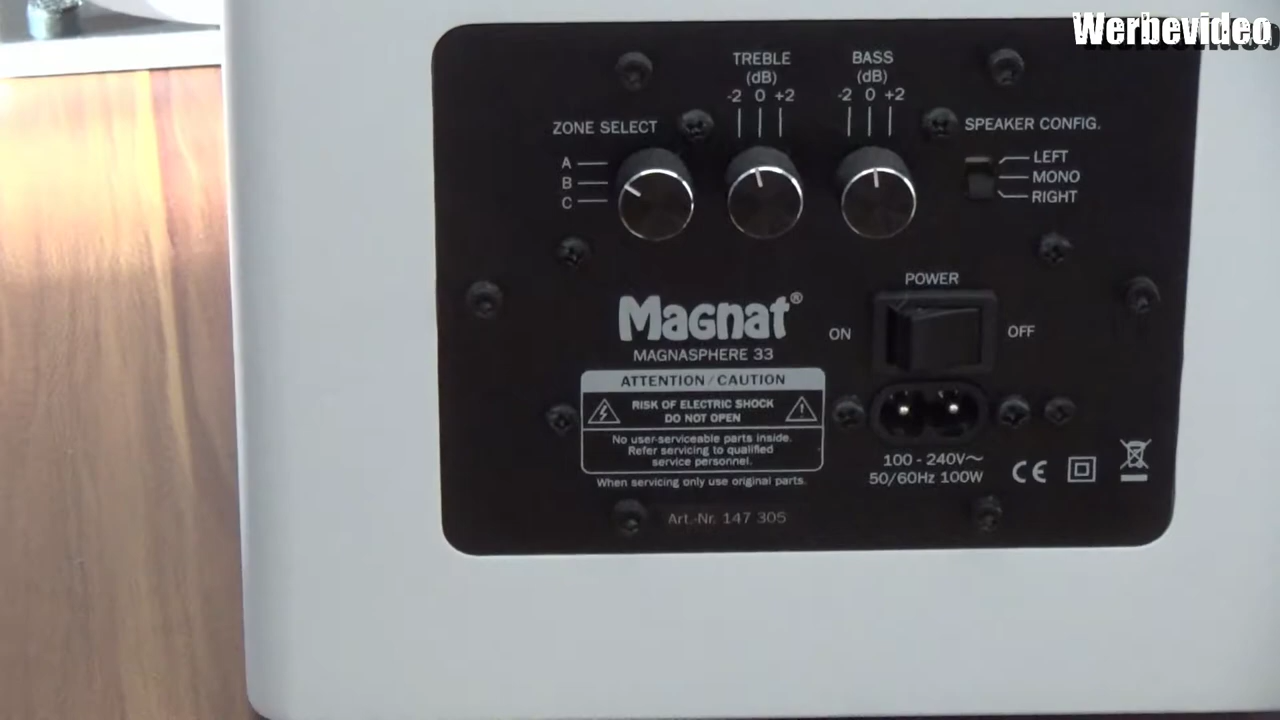 Werbevideo
TREBLE
(dB)
-2 0 +2
BASS
(dB)
-2 0 +2
ZONE SELECT
A
B
C
SPEAKER CONFIG.
LEFT
MONO
RIGHT
POWER
ON
OFF
Magnat®
MAGNASPHERE 33
ATTENTION/CAUTION
RISK OF ELECTRIC SHOCK
DO NOT OPEN
No user-serviceable parts inside.
Refer servicing to qualified
service personnel.
When servicing only use original parts.
100 - 240V~
50/60Hz 100W
CE
Art.-Nr. 147 305